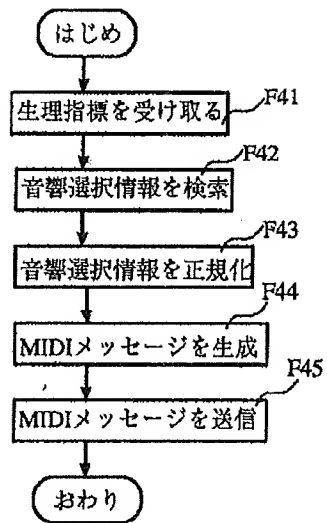 はじめ
F41
生理指標を受け取る
F42
音響選択情報を検索
F43
音響選択情報を正規化
F44
MIDIメッセージを生成
F45
MIDIメッセージを送信
おわり